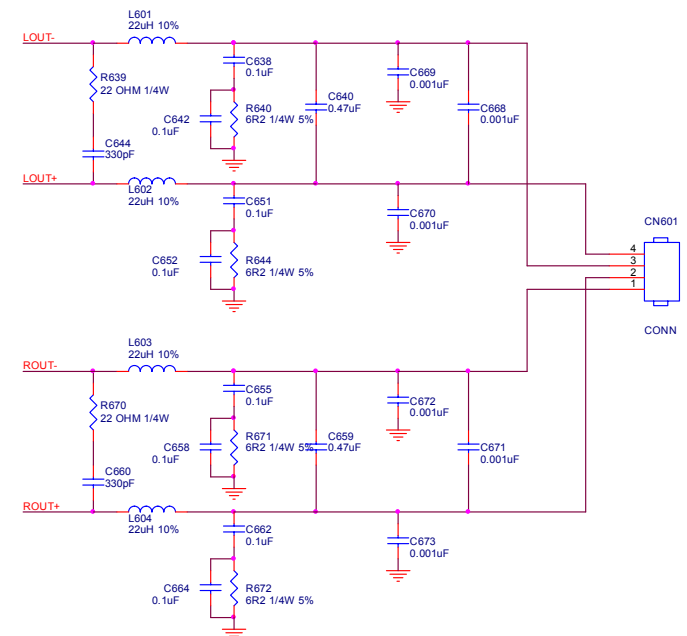 L601
22uH 10%
LOUT-
R639
22 OHM 1/4W
C638
0.1uF
C642
0.1uF
R640
6R2 1/4W 5%
C640
0.47uF
C669
0.001uF
C668
0.001uF
C644
330pF
LOUT+
L602
22uH 10%
C651
0.1uF
C652
0.1uF
R644
6R2 1/4W 5%
C670
0.001uF
CN601
4
3
2
1
CONN
L603
22uH 10%
ROUT-
R670
22 OHM 1/4W
C655
0.1uF
C658
0.1uF
R671
6R2 1/4W 5%
C659
0.47uF
C672
0.001uF
C671
0.001uF
C660
330pF
ROUT+
L604
22uH 10%
C662
0.1uF
C664
0.1uF
R672
6R2 1/4W 5%
C673
0.001uF